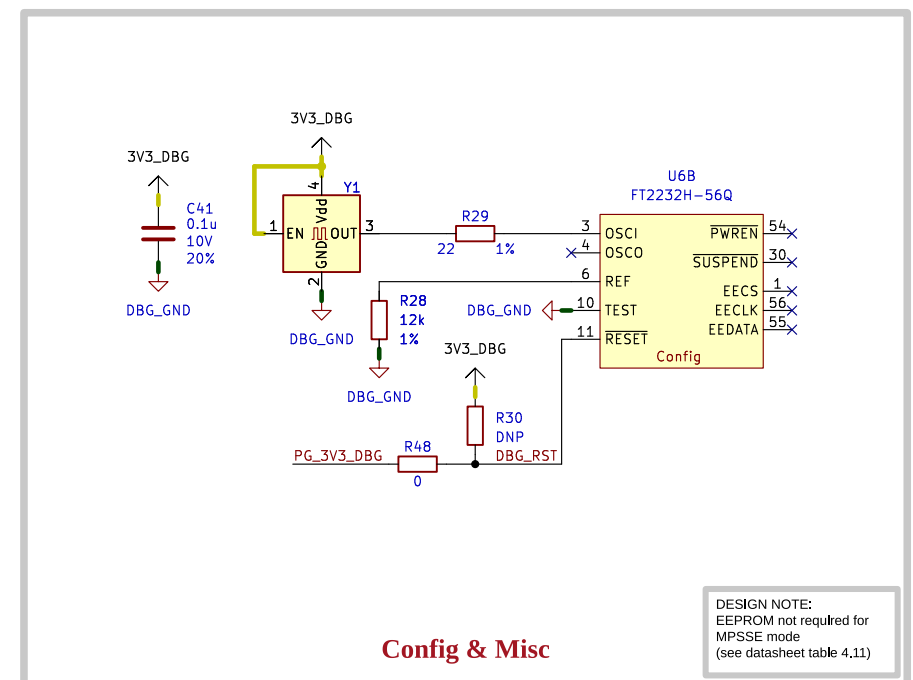 3V3_DBG
3V3_DBG
C41
0.1u
10V
20%
DBG_GND
Y1
4
Vdd
1
EN
OUT
3
GND
2
DBG_GND
R29
22
1%
U6B
FT2232H-56Q
3
OSCI
4
OSCO
6
REF
10
TEST
11
RESET
PWREN
54
SUSPEND
30
EECS
1
EECLK
56
EEDATA
55
Config
R28
12k
1%
DBG_GND
DBG_GND
3V3_DBG
R30
DNP
PG_3V3_DBG
R48
0
DBG_RST
Config & Misc
DESIGN NOTE:
EEPROM not required for
MPSSE mode
(see datasheet table 4.11)